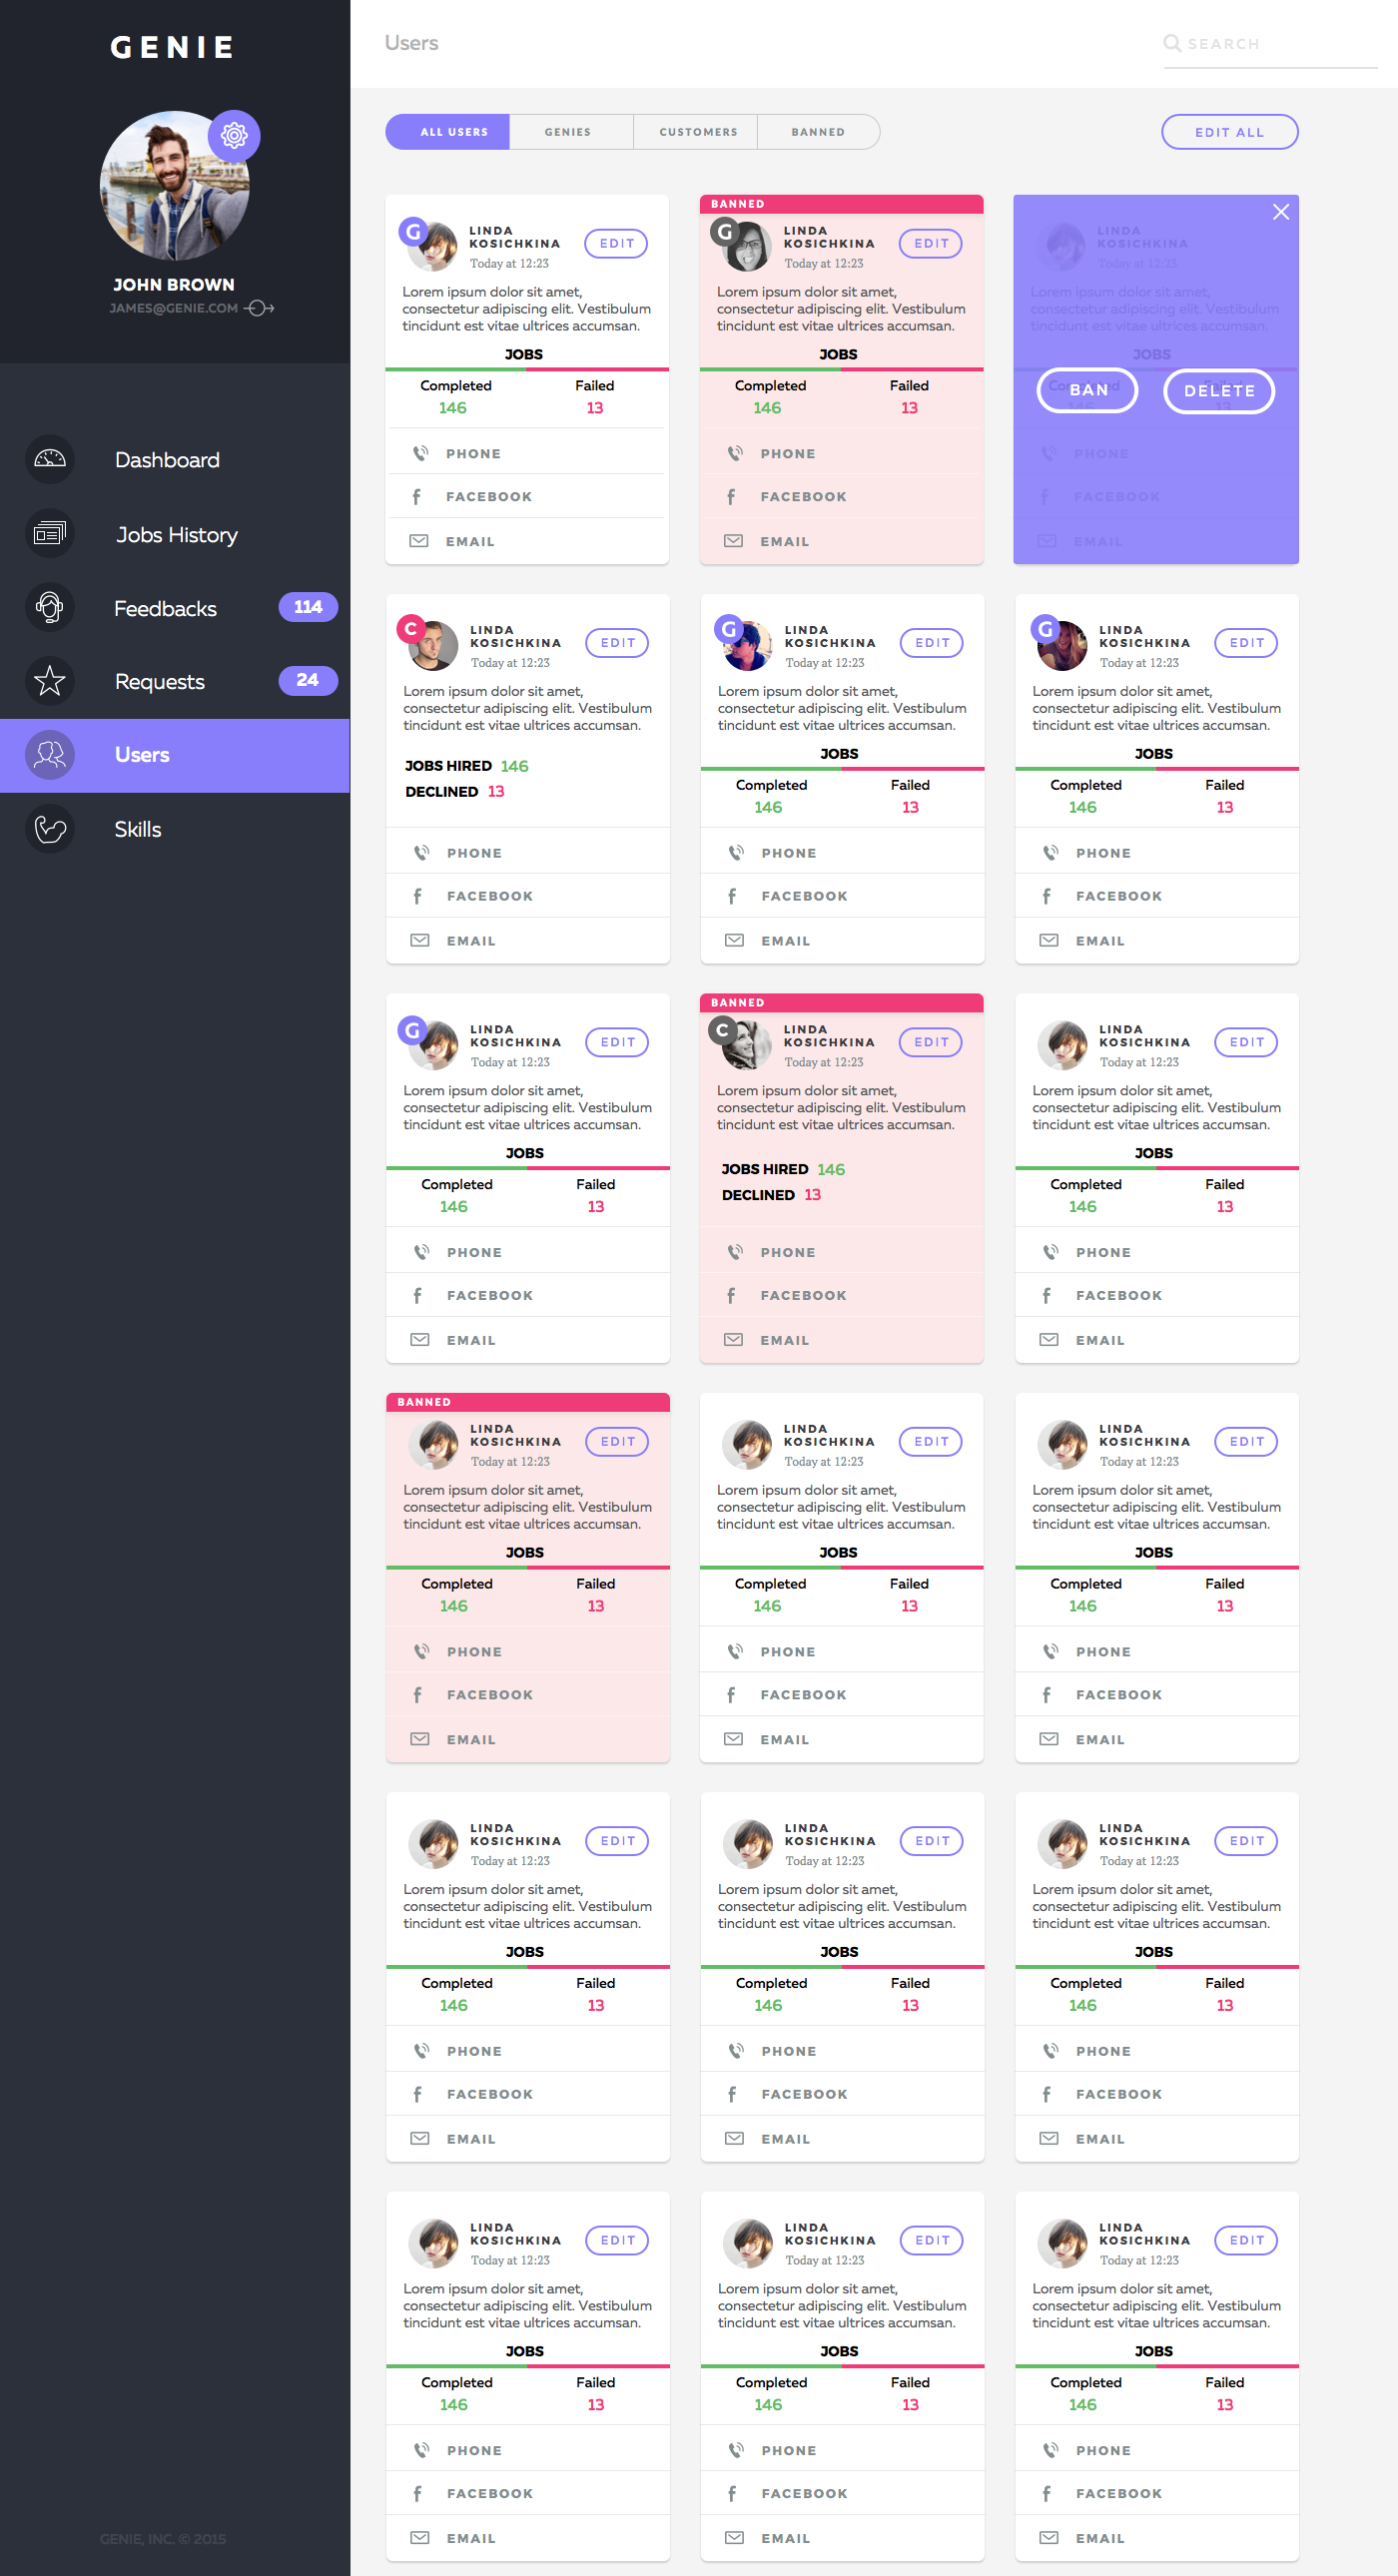 GENIE
JOHN BROWN
JAMES@GENIE.COM
Dashboard
Jobs History
Feedbacks 114
Requests 24
Users
Skills
GENIE, INC. © 2015
Users
SEARCH
ALL USERS GENIES CUSTOMERS BANNED
EDIT ALL
G
LINDA
KOSICHKINA
Today at 12:23
EDIT
Lorem ipsum dolor sit amet,
consectetur adipiscing elit. Vestibulum
tincidunt est vitae ultrices accumsan.
JOBS
Completed Failed
146 13
PHONE
FACEBOOK
EMAIL
BANNED
G
LINDA
KOSICHKINA
Today at 12:23
EDIT
Lorem ipsum dolor sit amet,
consectetur adipiscing elit. Vestibulum
tincidunt est vitae ultrices accumsan.
JOBS
Completed Failed
146 13
PHONE
FACEBOOK
EMAIL
LINDA
KOSICHKINA
Today at 12:23
Lorem ipsum dolor sit amet,
consectetur adipiscing elit. Vestibulum
tincidunt est vitae ultrices accumsan.
JOBS
BAN DELETE
PHONE
FACEBOOK
EMAIL
C
LINDA
KOSICHKINA
Today at 12:23
EDIT
Lorem ipsum dolor sit amet,
consectetur adipiscing elit. Vestibulum
tincidunt est vitae ultrices accumsan.
JOBS HIRED 146
DECLINED 13
PHONE
FACEBOOK
EMAIL
G
LINDA
KOSICHKINA
Today at 12:23
EDIT
Lorem ipsum dolor sit amet,
consectetur adipiscing elit. Vestibulum
tincidunt est vitae ultrices accumsan.
JOBS
Completed Failed
146 13
PHONE
FACEBOOK
EMAIL
G
LINDA
KOSICHKINA
Today at 12:23
EDIT
Lorem ipsum dolor sit amet,
consectetur adipiscing elit. Vestibulum
tincidunt est vitae ultrices accumsan.
JOBS
Completed Failed
146 13
PHONE
FACEBOOK
EMAIL
G
LINDA
KOSICHKINA
Today at 12:23
EDIT
Lorem ipsum dolor sit amet,
consectetur adipiscing elit. Vestibulum
tincidunt est vitae ultrices accumsan.
JOBS
Completed Failed
146 13
PHONE
FACEBOOK
EMAIL
BANNED
C
LINDA
KOSICHKINA
Today at 12:23
EDIT
Lorem ipsum dolor sit amet,
consectetur adipiscing elit. Vestibulum
tincidunt est vitae ultrices accumsan.
JOBS HIRED 146
DECLINED 13
PHONE
FACEBOOK
EMAIL
LINDA
KOSICHKINA
Today at 12:23
EDIT
Lorem ipsum dolor sit amet,
consectetur adipiscing elit. Vestibulum
tincidunt est vitae ultrices accumsan.
JOBS
Completed Failed
146 13
PHONE
FACEBOOK
EMAIL
BANNED
LINDA
KOSICHKINA
Today at 12:23
EDIT
Lorem ipsum dolor sit amet,
consectetur adipiscing elit. Vestibulum
tincidunt est vitae ultrices accumsan.
JOBS
Completed Failed
146 13
PHONE
FACEBOOK
EMAIL
LINDA
KOSICHKINA
Today at 12:23
EDIT
Lorem ipsum dolor sit amet,
consectetur adipiscing elit. Vestibulum
tincidunt est vitae ultrices accumsan.
JOBS
Completed Failed
146 13
PHONE
FACEBOOK
EMAIL
LINDA
KOSICHKINA
Today at 12:23
EDIT
Lorem ipsum dolor sit amet,
consectetur adipiscing elit. Vestibulum
tincidunt est vitae ultrices accumsan.
JOBS
Completed Failed
146 13
PHONE
FACEBOOK
EMAIL
LINDA
KOSICHKINA
Today at 12:23
EDIT
Lorem ipsum dolor sit amet,
consectetur adipiscing elit. Vestibulum
tincidunt est vitae ultrices accumsan.
JOBS
Completed Failed
146 13
PHONE
FACEBOOK
EMAIL
LINDA
KOSICHKINA
Today at 12:23
EDIT
Lorem ipsum dolor sit amet,
consectetur adipiscing elit. Vestibulum
tincidunt est vitae ultrices accumsan.
JOBS
Completed Failed
146 13
PHONE
FACEBOOK
EMAIL
LINDA
KOSICHKINA
Today at 12:23
EDIT
Lorem ipsum dolor sit amet,
consectetur adipiscing elit. Vestibulum
tincidunt est vitae ultrices accumsan.
JOBS
Completed Failed
146 13
PHONE
FACEBOOK
EMAIL
LINDA
KOSICHKINA
Today at 12:23
EDIT
Lorem ipsum dolor sit amet,
consectetur adipiscing elit. Vestibulum
tincidunt est vitae ultrices accumsan.
JOBS
Completed Failed
146 13
PHONE
FACEBOOK
EMAIL
LINDA
KOSICHKINA
Today at 12:23
EDIT
Lorem ipsum dolor sit amet,
consectetur adipiscing elit. Vestibulum
tincidunt est vitae ultrices accumsan.
JOBS
Completed Failed
146 13
PHONE
FACEBOOK
EMAIL
LINDA
KOSICHKINA
Today at 12:23
EDIT
Lorem ipsum dolor sit amet,
consectetur adipiscing elit. Vestibulum
tincidunt est vitae ultrices accumsan.
JOBS
Completed Failed
146 13
PHONE
FACEBOOK
EMAIL